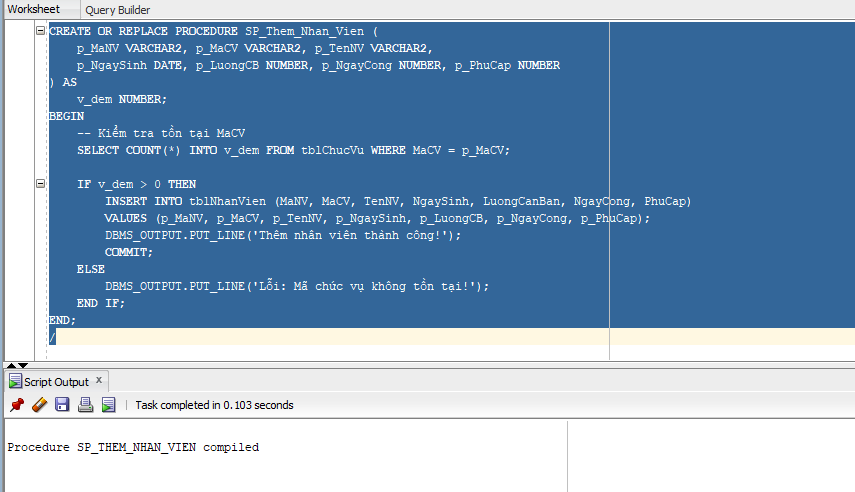 Worksheet Query Builder
CREATE OR REPLACE PROCEDURE SP_Them_Nhan_Vien (
    p_MaNV VARCHAR2, p_MaCV VARCHAR2, p_TenNV VARCHAR2,
    p_NgaySinh DATE, p_LuongCB NUMBER, p_NgayCong NUMBER, p_PhuCap NUMBER
) AS
    v_dem NUMBER;
BEGIN
    -- Kiểm tra tồn tại MaCV
    SELECT COUNT(*) INTO v_dem FROM tblChucVu WHERE MaCV = p_MaCV;
    IF v_dem > 0 THEN
        INSERT INTO tblNhanVien (MaNV, MaCV, TenNV, NgaySinh, LuongCanBan, NgayCong, PhuCap)
        VALUES (p_MaNV, p_MaCV, p_TenNV, p_NgaySinh, p_LuongCB, p_NgayCong, p_PhuCap);
        DBMS_OUTPUT.PUT_LINE('Thêm nhân viên thành công!');
        COMMIT;
    ELSE
        DBMS_OUTPUT.PUT_LINE('Lỗi: Mã chức vụ không tồn tại!');
    END IF;
END;
/
Script Output x
Task completed in 0.103 seconds
Procedure SP_THEM_NHAN_VIEN compiled